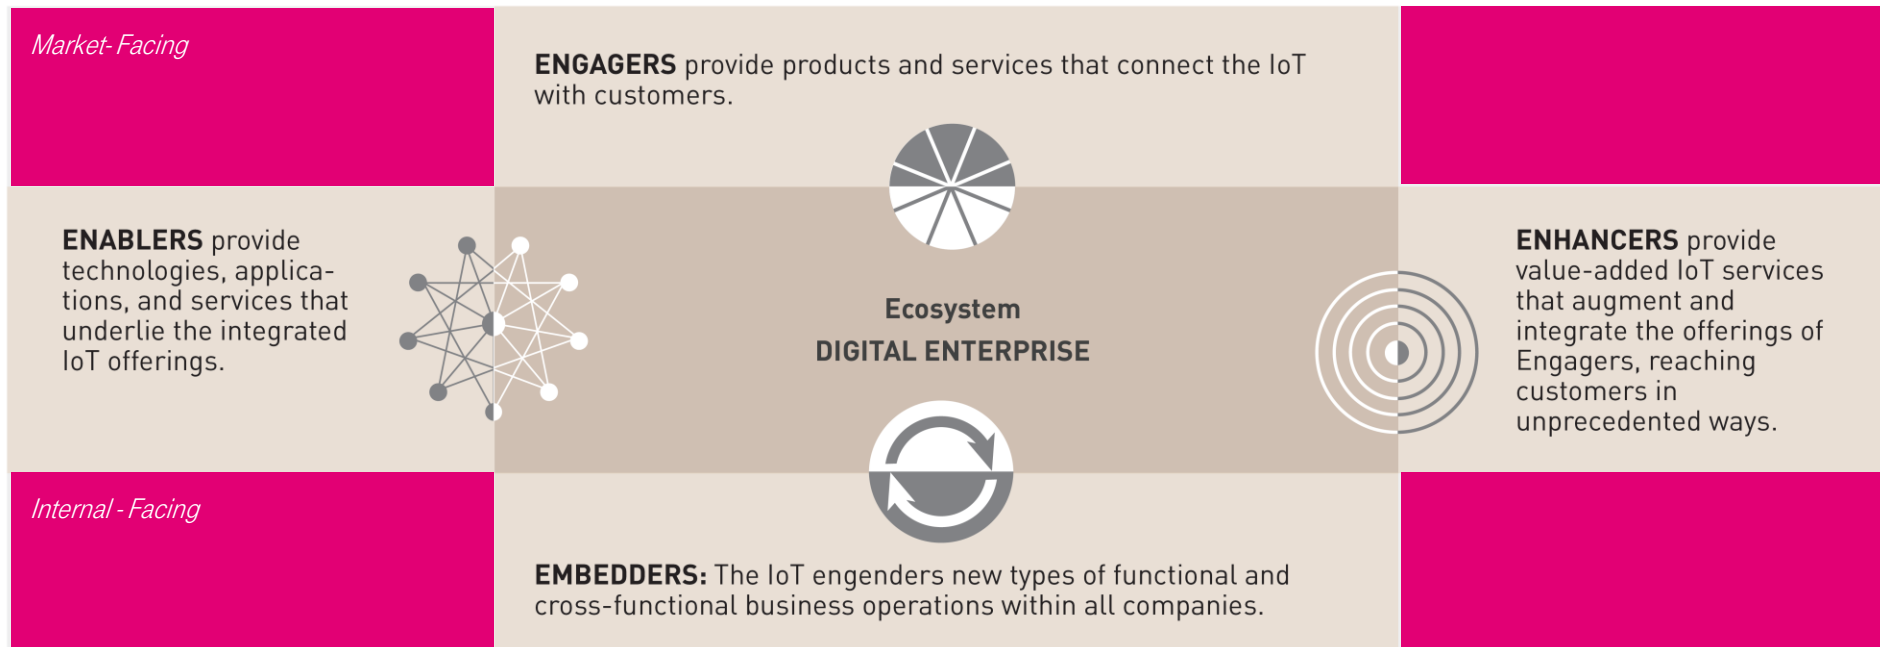 Market-Facing
ENGAGERS provide products and services that connect the IoT
with customers.
ENABLERS provide
technologies, applica-
tions, and services that
underlie the integrated
IoT offerings.
Ecosystem
DIGITAL ENTERPRISE
ENHANCERS provide
value-added IoT services
that augment and
integrate the offerings of
Engagers, reaching
customers in
unprecedented ways.
Internal-Facing
EMBEDDERS: The IoT engenders new types of functional and
cross-functional business operations within all companies.